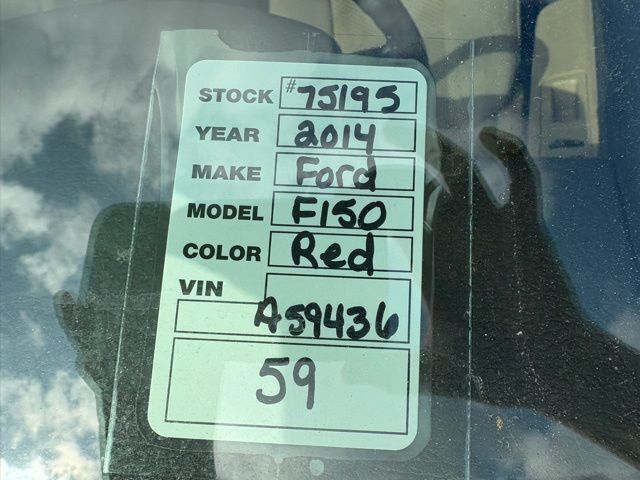 STOCK #75195
YEAR 2014
MAKE Ford
MODEL F150
COLOR Red
VIN
A59436
59